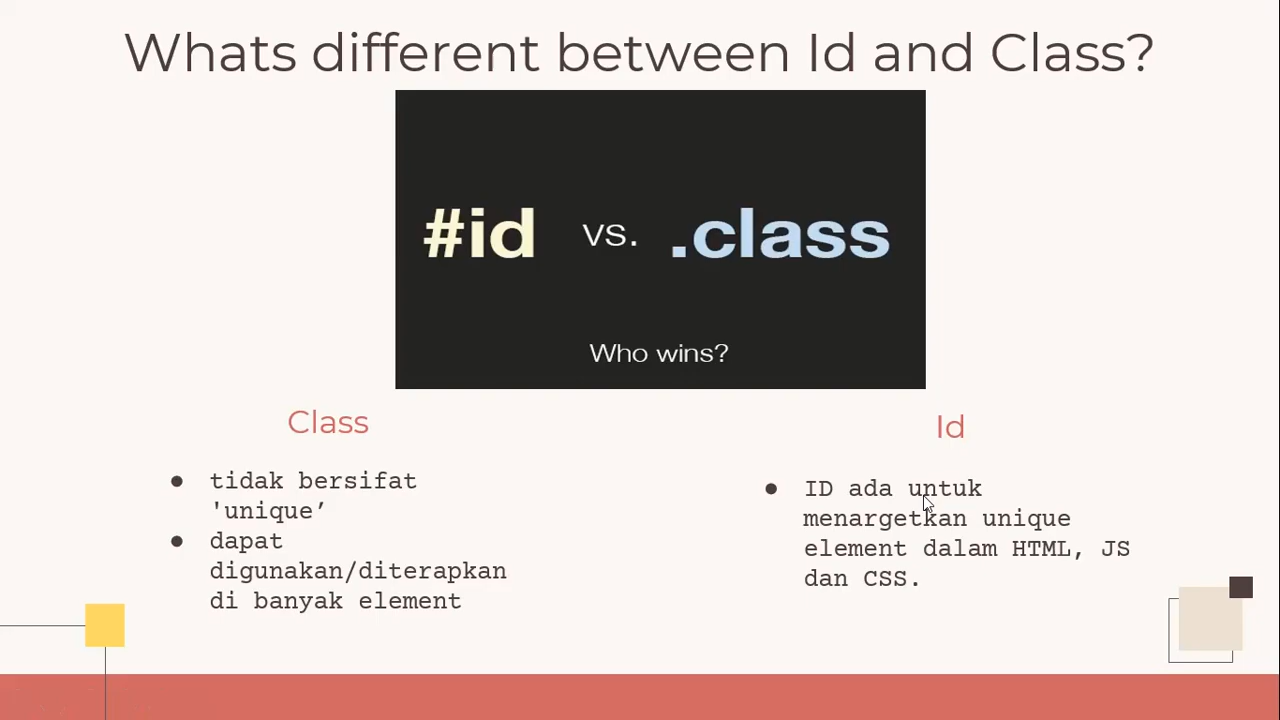 Whats different between Id and Class?
#id vs. .class
Who wins?
Class
● tidak bersifat
'unique’
● dapat
digunakan/diterapkan
di banyak element
Id
● ID ada untuk
menargetkan unique
element dalam HTML, JS
dan CSS.